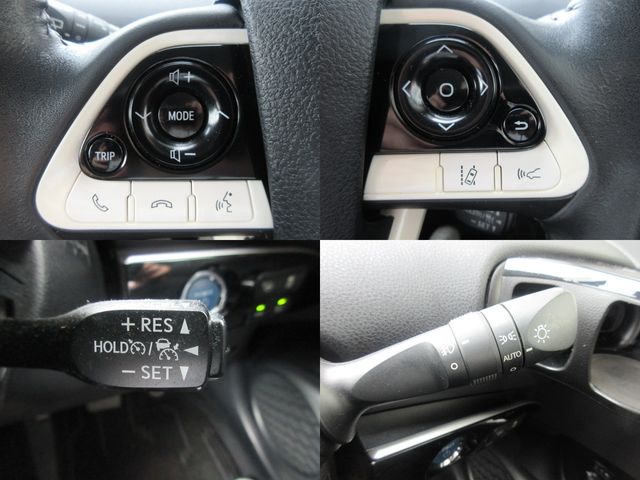 +
MODE
TRIP
−
+ RES ▲
HOLD / ◄
− SET ▼
AUTO